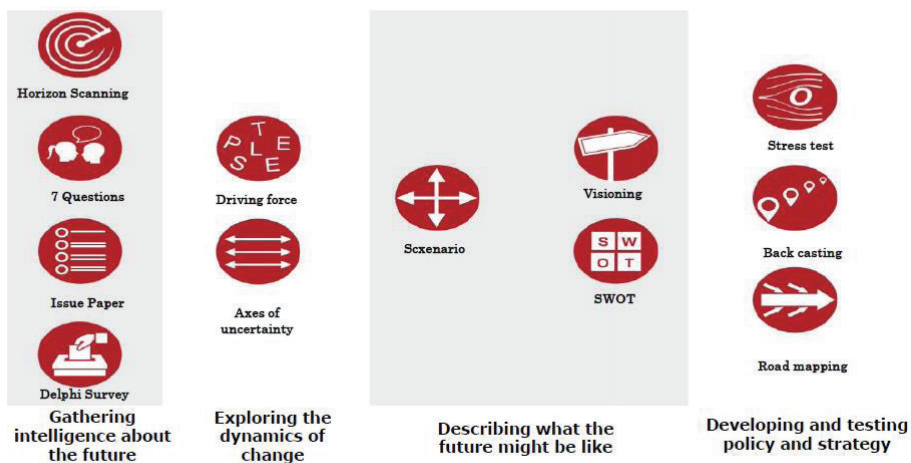 Horizon Scanning
7 Questions
Issue Paper
Delphi Survey
Gathering
intelligence about
the future
P T E
S L E
Driving force
Axes of
uncertainty
Exploring the
dynamics of
change
Scxenario
Visioning
S W
O T
SWOT
Describing what the
future might be like
Stress test
Back casting
Road mapping
Developing and testing
policy and strategy